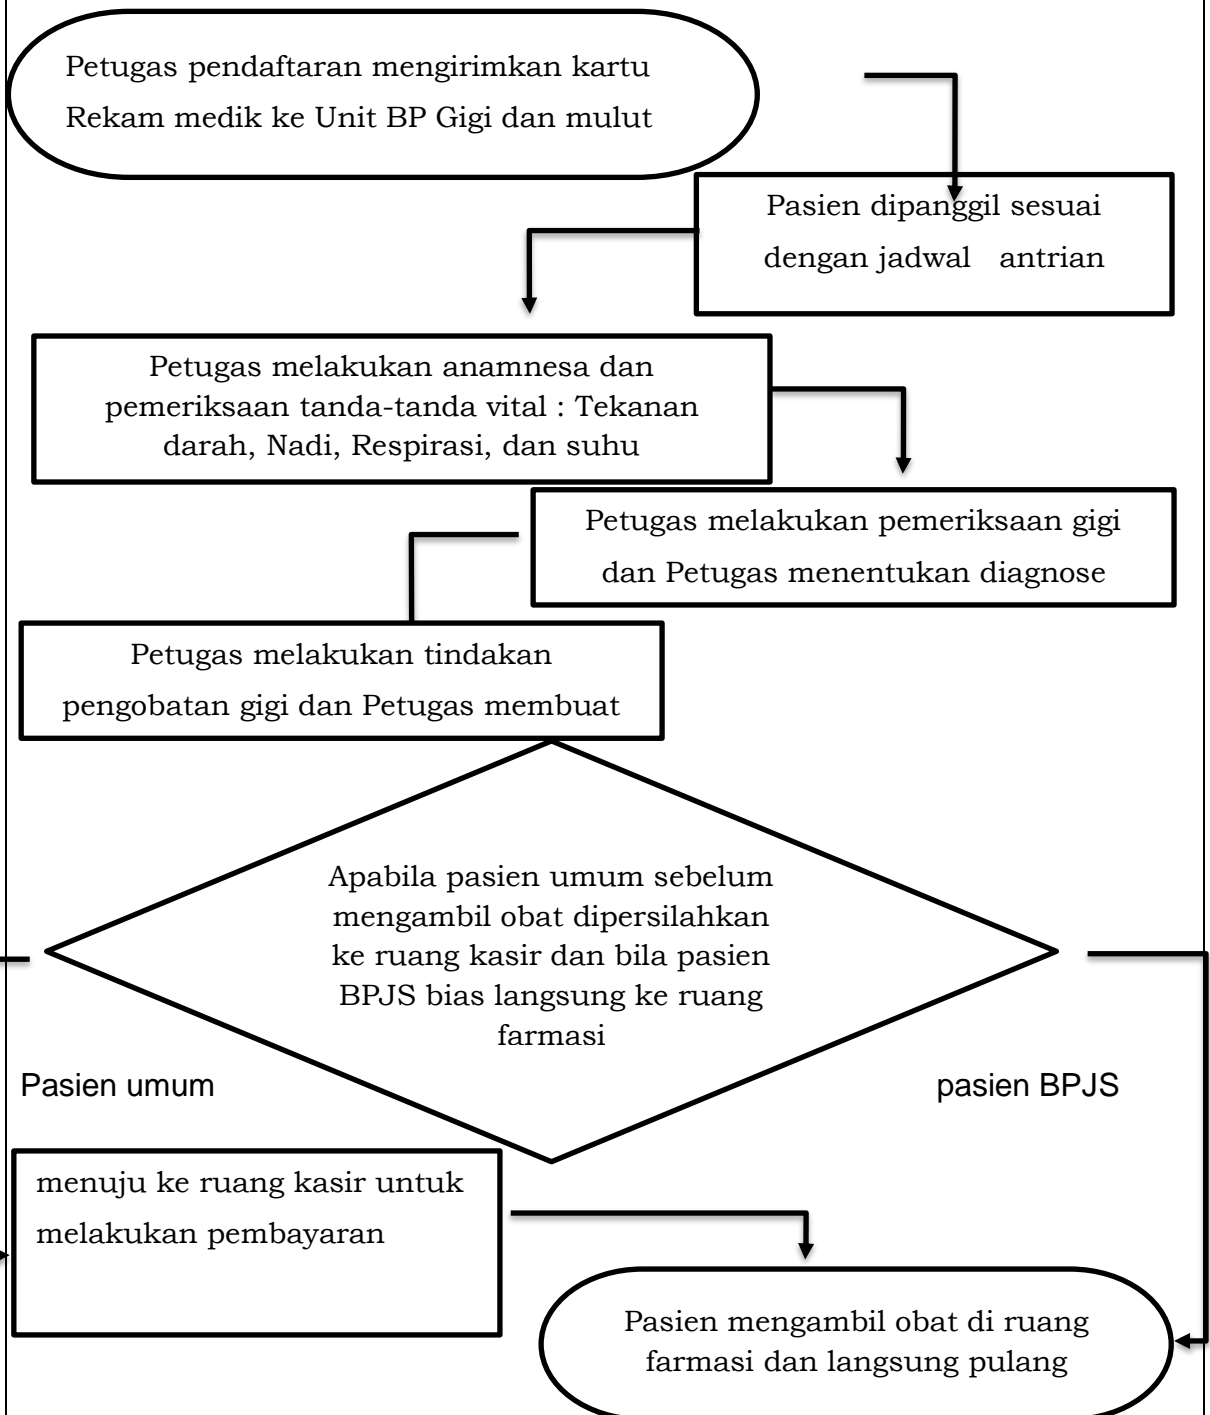 Petugas pendaftaran mengirimkan kartu
Rekam medik ke Unit BP Gigi dan mulut
Pasien dipanggil sesuai
dengan jadwal antrian
Petugas melakukan anamnesa dan
pemeriksaan tanda-tanda vital : Tekanan
darah, Nadi, Respirasi, dan suhu
Petugas melakukan pemeriksaan gigi
dan Petugas menentukan diagnose
Petugas melakukan tindakan
pengobatan gigi dan Petugas membuat
Apabila pasien umum sebelum
mengambil obat dipersilahkan
ke ruang kasir dan bila pasien
BPJS bias langsung ke ruang
farmasi
Pasien umum
pasien BPJS
menuju ke ruang kasir untuk
melakukan pembayaran
Pasien mengambil obat di ruang
farmasi dan langsung pulang